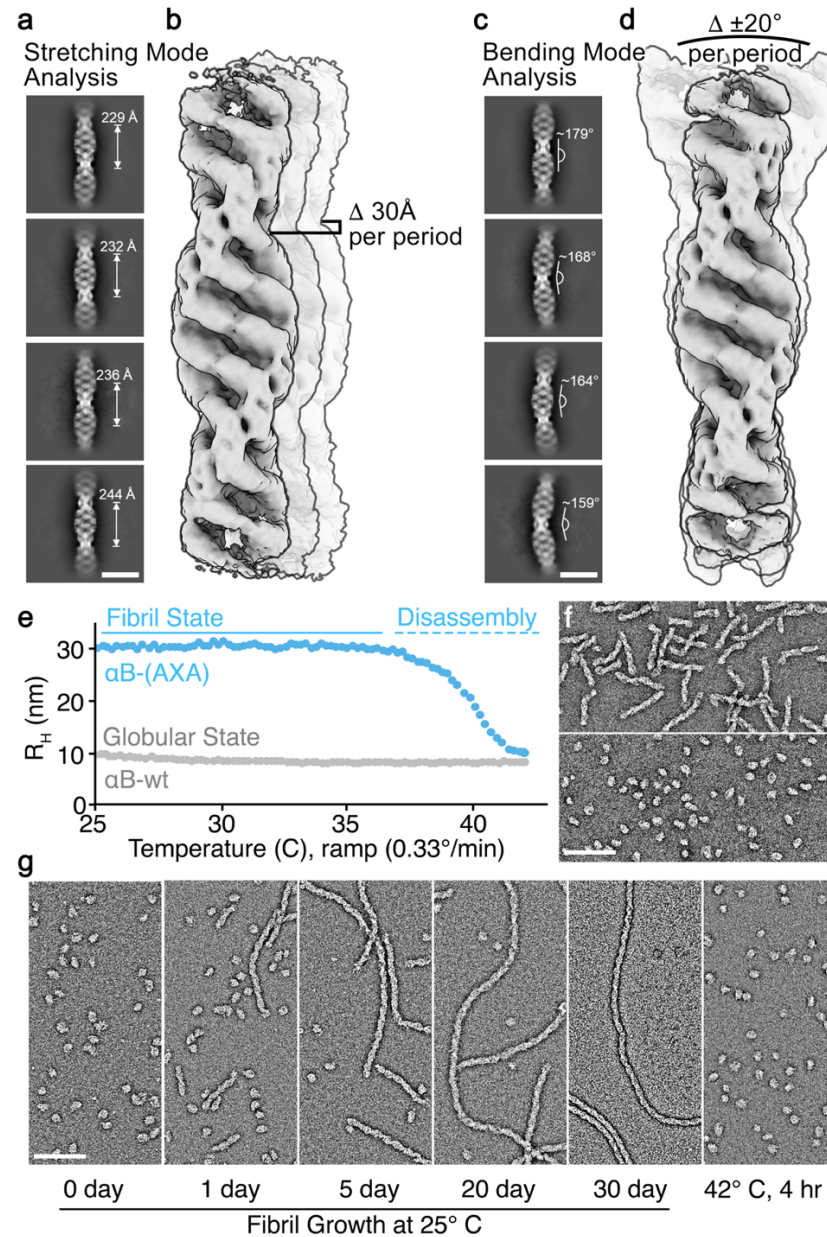 a
Stretching Mode
Analysis
229 Å
232 Å
236 Å
244 Å
b
Δ 30Å
per period
c
Bending Mode
Analysis
~179°
~168°
~164°
~159°
d
Δ ±20°
per period
e
Fibril State
Disassembly
αB-(AXA)
Globular State
αB-wt
R_H (nm)
30
20
10
0
25
30
35
40
Temperature (C), ramp (0.33°/min)
f
g
0 day
1 day
5 day
20 day
30 day
42° C, 4 hr
Fibril Growth at 25° C